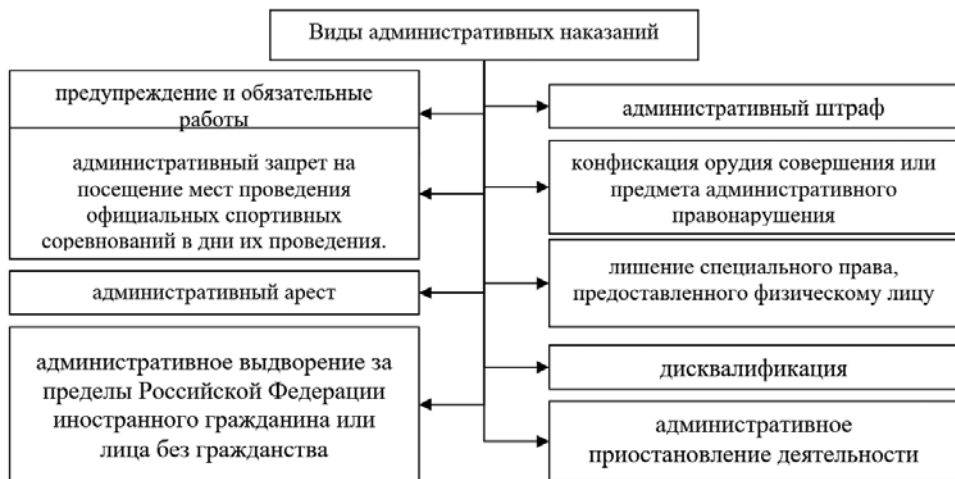 Виды административных наказаний
предупреждение и обязательные
работы
административный запрет на
посещение мест проведения
официальных спортивных
соревнований в дни их проведения.
административный арест
административное выдворение за
пределы Российской Федерации
иностранного гражданина или
лица без гражданства
административный штраф
конфискация орудия совершения или
предмета административного
правонарушения
лишение специального права,
предоставленного физическому лицу
дисквалификация
административное
приостановление деятельности